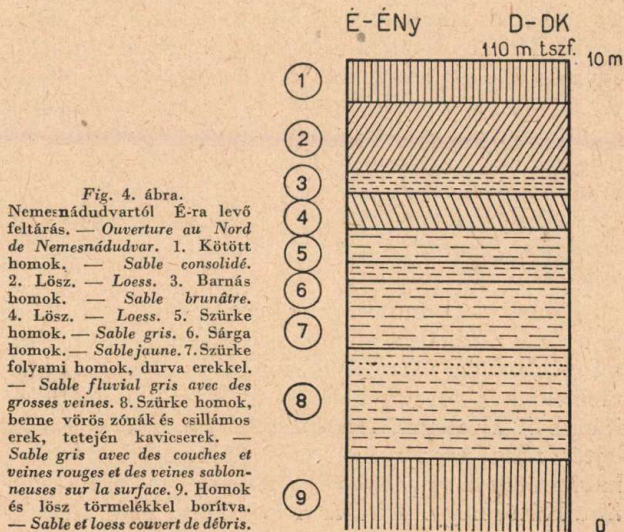 É-ÉNy D-DK
110 m tszf. 10 m
1
2
3
4
5
6
7
8
9
0
Fig. 4. ábra.
Nemesnádudvartól É-ra levő
feltárás. — Ouverture au Nord
de Nemesnádudvar. 1. Kötött
homok. — Sable consolidé.
2. Lösz. — Loess. 3. Barnás
homok. — Sable brunâtre.
4. Lösz. — Loess. 5. Szürke
homok. — Sable gris. 6. Sárga
homok. — Sable jaune. 7. Szürke
folyami homok, durva erekkel.
— Sable fluvial gris avec des
grosses veines. 8. Szürke homok,
benne vörös zónák és csillámos
erek, tetején kavicserek. —
Sable gris avec des couches et
veines rouges et des veines sablon-
neuses sur la surface. 9. Homok
és lösz törmelékkel borítva.
— Sable et loess couvert de débris.